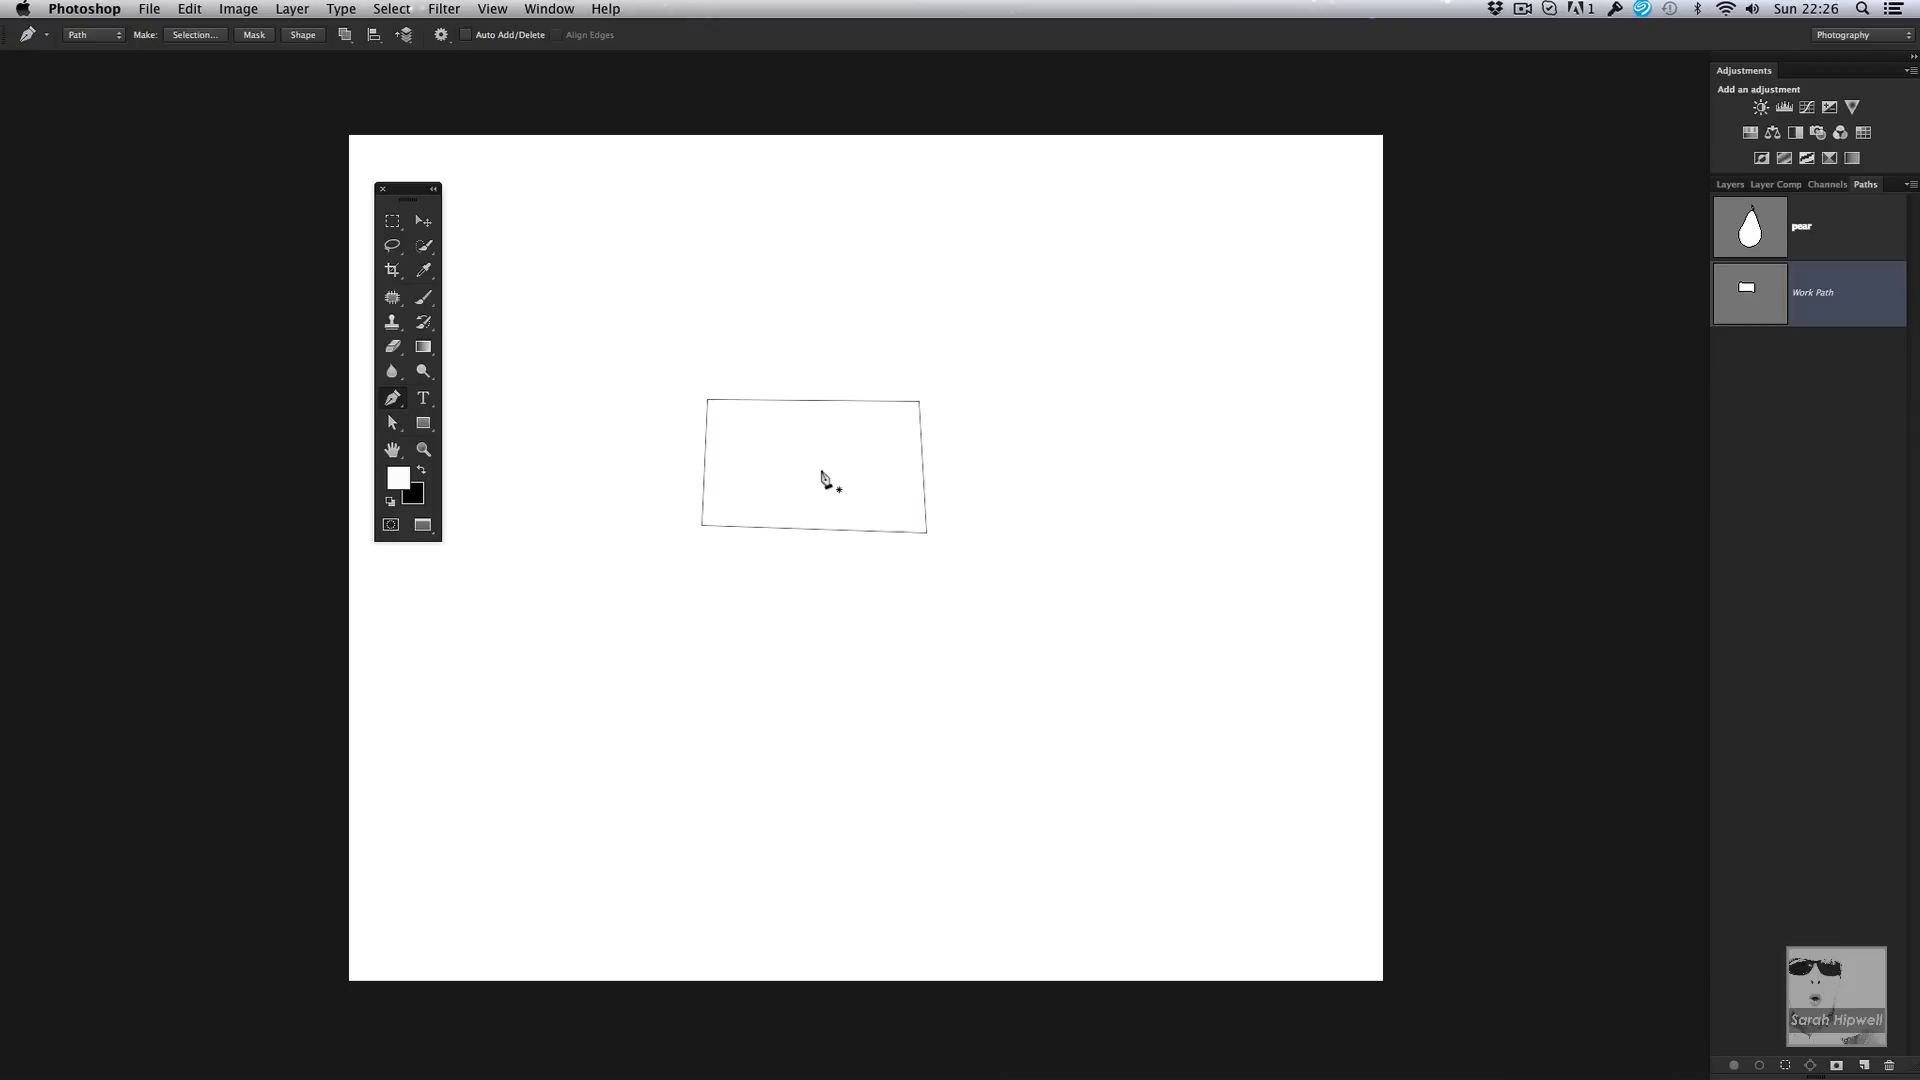 Photoshop File Edit Image Layer Type Select Filter View Window Help 1 Sun 22:26
Path Make: Selection... Mask Shape Auto Add/Delete Align Edges Photography
Adjustments
Add an adjustment
Layers Layer Comp Channels Paths
pear
Work Path
T
Sarah Hipwell